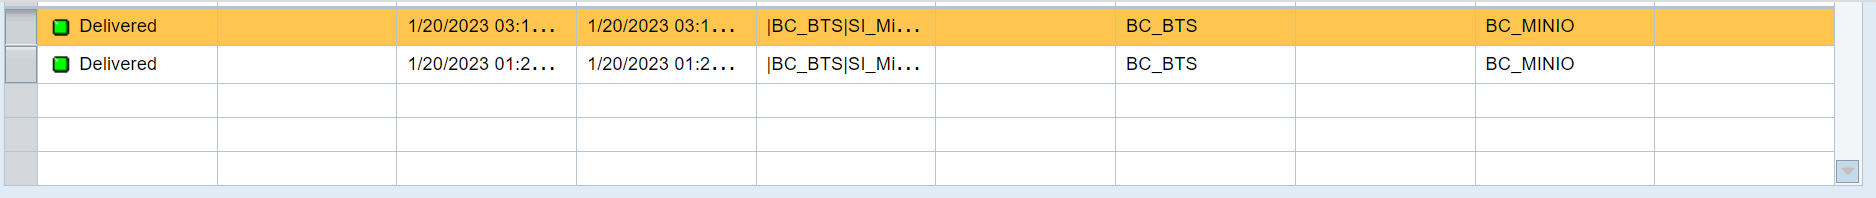 Delivered 1/20/2023 03:1... 1/20/2023 03:1... |BC_BTS|SI_Mi... BC_BTS BC_MINIO
Delivered 1/20/2023 01:2... 1/20/2023 01:2... |BC_BTS|SI_Mi... BC_BTS BC_MINIO